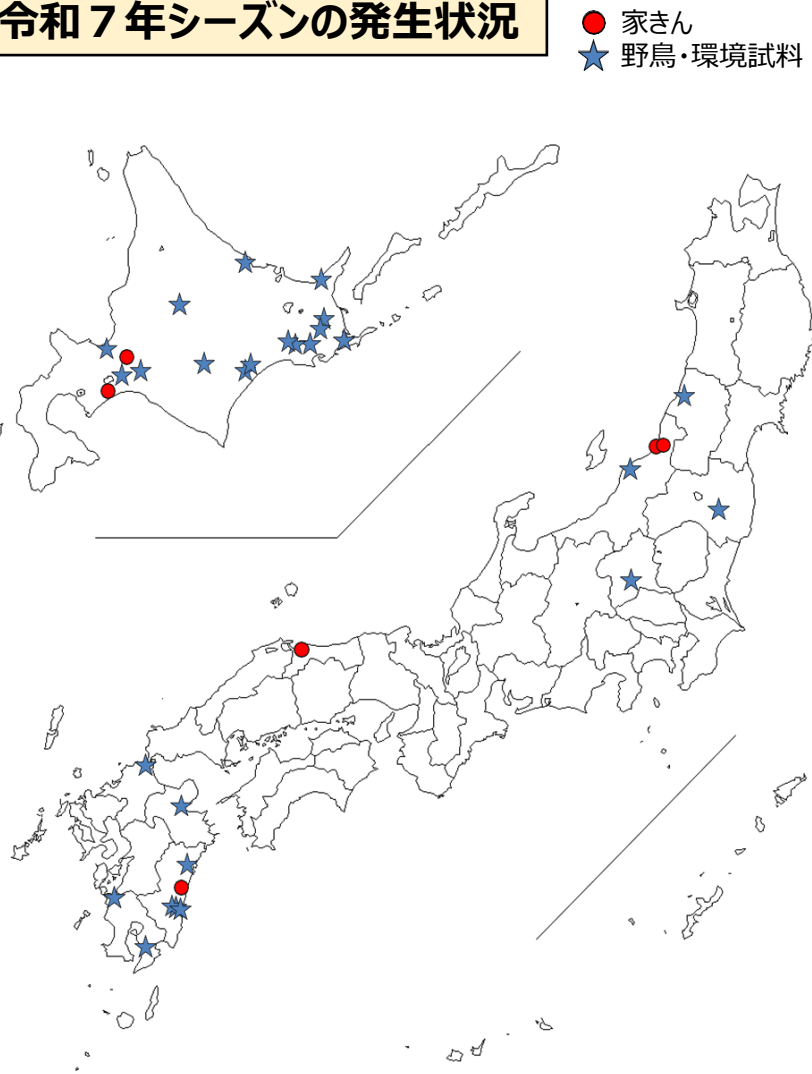 令和７年シーズンの発生状況
家きん
野鳥・環境試料